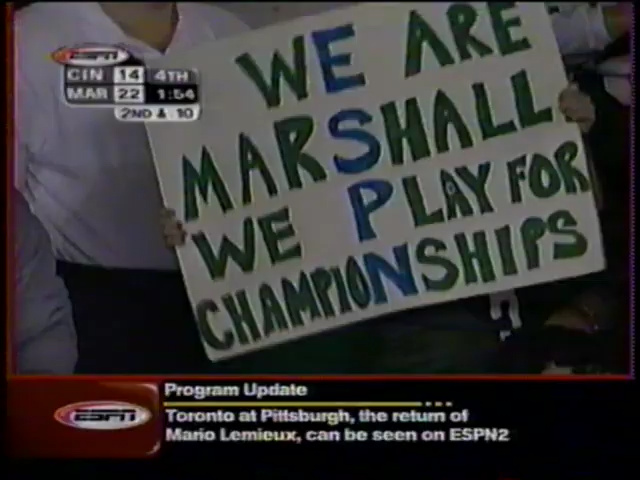 ESPN
CIN 14 4TH
MAR 22 1:54
2ND & 10
WE ARE
MARSHALL
WE PLAY FOR
CHAMPIONSHIPS
ESPN
Program Update
Toronto at Pittsburgh, the return of
Mario Lemieux, can be seen on ESPN2